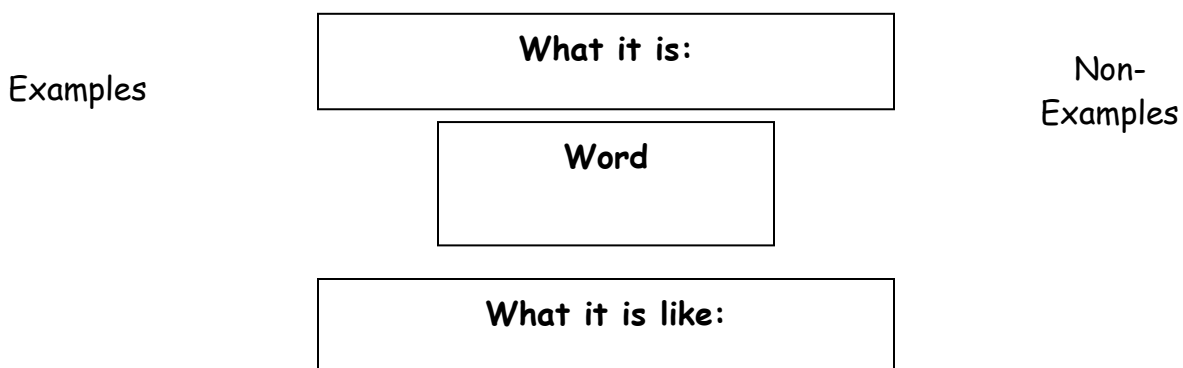 What it is:
Examples
Non-
Examples
Word
What it is like: